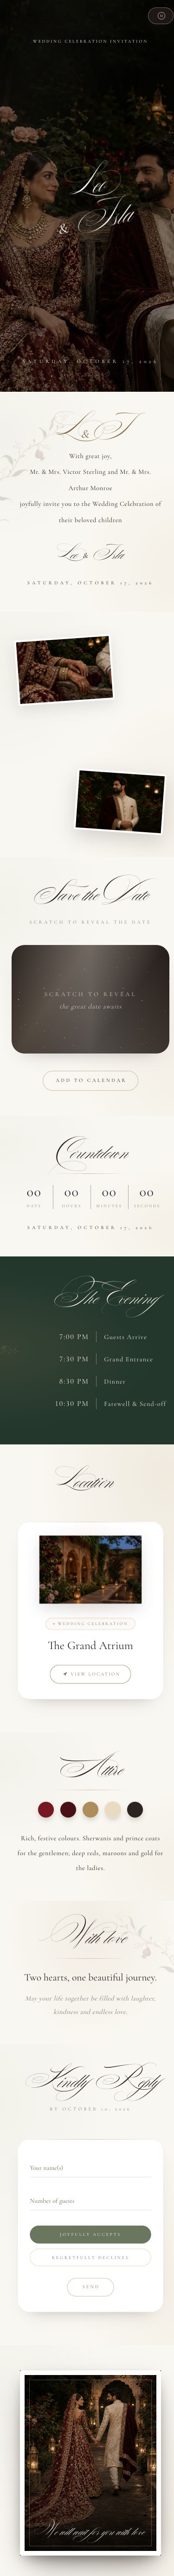 WEDDING CELEBRATION INVITATION
Leo
& Isla
SATURDAY, OCTOBER 17, 2026
L & I
With great joy,
Mr. & Mrs. Victor Sterling and Mr. & Mrs.
Arthur Monroe
joyfully invite you to the Wedding Celebration of
their beloved children
Leo & Isla
SATURDAY, OCTOBER 17, 2026
Save the Date
SCRATCH TO REVEAL THE DATE
SCRATCH TO REVEAL
the great date awaits
ADD TO CALENDAR
Countdown
00 00 00 00
DAYS HOURS MINUTES SECONDS
SATURDAY, OCTOBER 17, 2026
The Evening
7:00 PM Guests Arrive
7:30 PM Grand Entrance
8:30 PM Dinner
10:30 PM Farewell & Send-off
Location
WEDDING CELEBRATION
The Grand Atrium
VIEW LOCATION
Attire
Rich, festive colours. Sherwanis and prince coats
for the gentlemen; deep reds, maroons and gold for
the ladies.
With love
Two hearts, one beautiful journey.
May your life together be filled with laughter,
kindness and endless love.
Kindly Reply
BY OCTOBER 10, 2026
Your name(s)
Number of guests
JOYFULLY ACCEPTS
REGRETFULLY DECLINES
SEND
We will wait for you with love